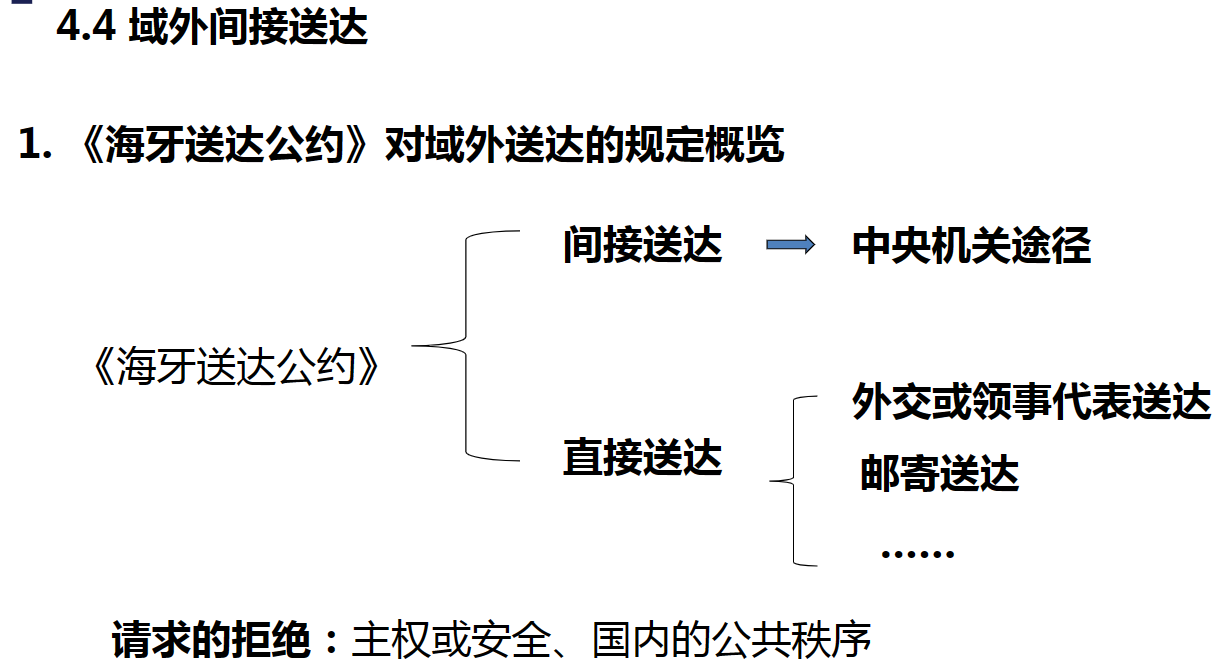 4.4 域外间接送达
1. 《海牙送达公约》对域外送达的规定概览
间接送达
中央机关途径
《海牙送达公约》
直接送达
外交或领事代表送达
邮寄送达
……
请求的拒绝：主权或安全、国内的公共秩序